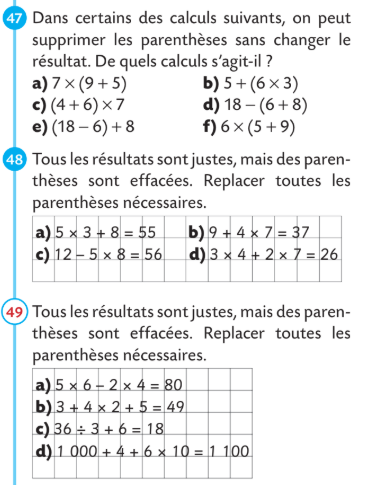 47 Dans certains des calculs suivants, on peut
supprimer les parenthèses sans changer le
résultat. De quels calculs s'agit-il ?
a) 7 × (9 + 5) b) 5 + (6 × 3)
c) (4 + 6) × 7 d) 18 − (6 + 8)
e) (18 − 6) + 8 f) 6 × (5 + 9)
48 Tous les résultats sont justes, mais des paren-
thèses sont effacées. Replacer toutes les
parenthèses nécessaires.
a) 5 × 3 + 8 = 55 b) 9 + 4 × 7 = 37
c) 12 − 5 × 8 = 56 d) 3 × 4 + 2 × 7 = 26
49 Tous les résultats sont justes, mais des paren-
thèses sont effacées. Replacer toutes les
parenthèses nécessaires.
a) 5 × 6 − 2 × 4 = 80
b) 3 + 4 × 2 + 5 = 49
c) 36 ÷ 3 + 6 = 18
d) 1 000 + 4 + 6 × 10 = 1 100